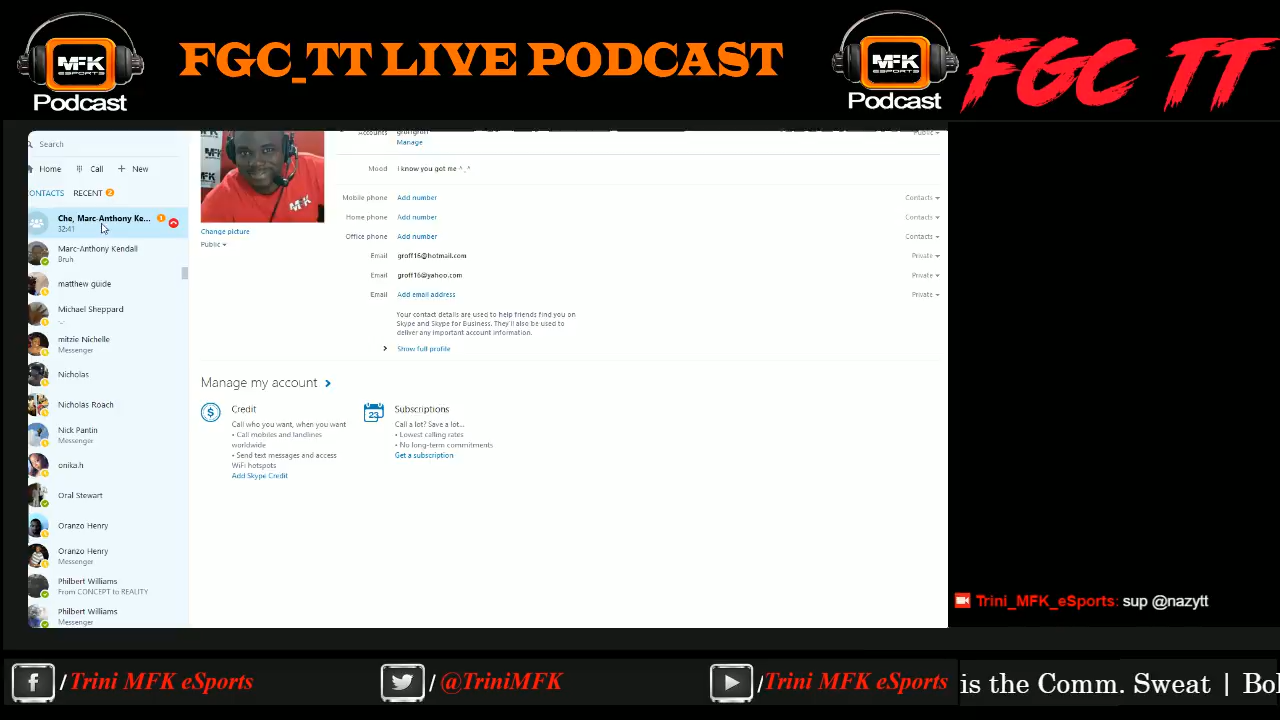 MFK
ESPORTS
Podcast
FGC_TT LIVE PODCAST
MFK
ESPORTS
Podcast
FGC TT
Search
Home
Call
New
CONTACTS
RECENT 2
Che, Marc-Anthony Ke...
32:41
Marc-Anthony Kendall
Bruh
matthew guide
Michael Sheppard
mitzie Nichelle
Messenger
Nicholas
Nicholas Roach
Nick Pantin
Messenger
onika.h
Oral Stewart
Oranzo Henry
Oranzo Henry
Messenger
Philbert Williams
From CONCEPT to REALITY
Philbert Williams
Messenger
MFK
Change picture
Public
Accounts
Public
Manage
Mood I know you got me ^_^
Mobile phone Add number Contacts
Home phone Add number Contacts
Office phone Add number Contacts
Email groff16@hotmail.com Private
Email groff16@yahoo.com Private
Email Add email address Private
Your contact details are used to help friends find you on
Skype and Skype for Business. They'll also be used to
deliver any important account information.
Show full profile
Manage my account
Credit
Call who you want, when you want
• Call mobiles and landlines
worldwide
• Send text messages and access
WiFi hotspots
Add Skype Credit
23
Subscriptions
Call a lot? Save a lot...
• Lowest calling rates
• No long-term commitments
Get a subscription
Trini_MFK_eSports: sup @nazytt
f /Trini MFK eSports
/ @TriniMFK
/Trini MFK eSports
is the Comm. Sweat | Bol